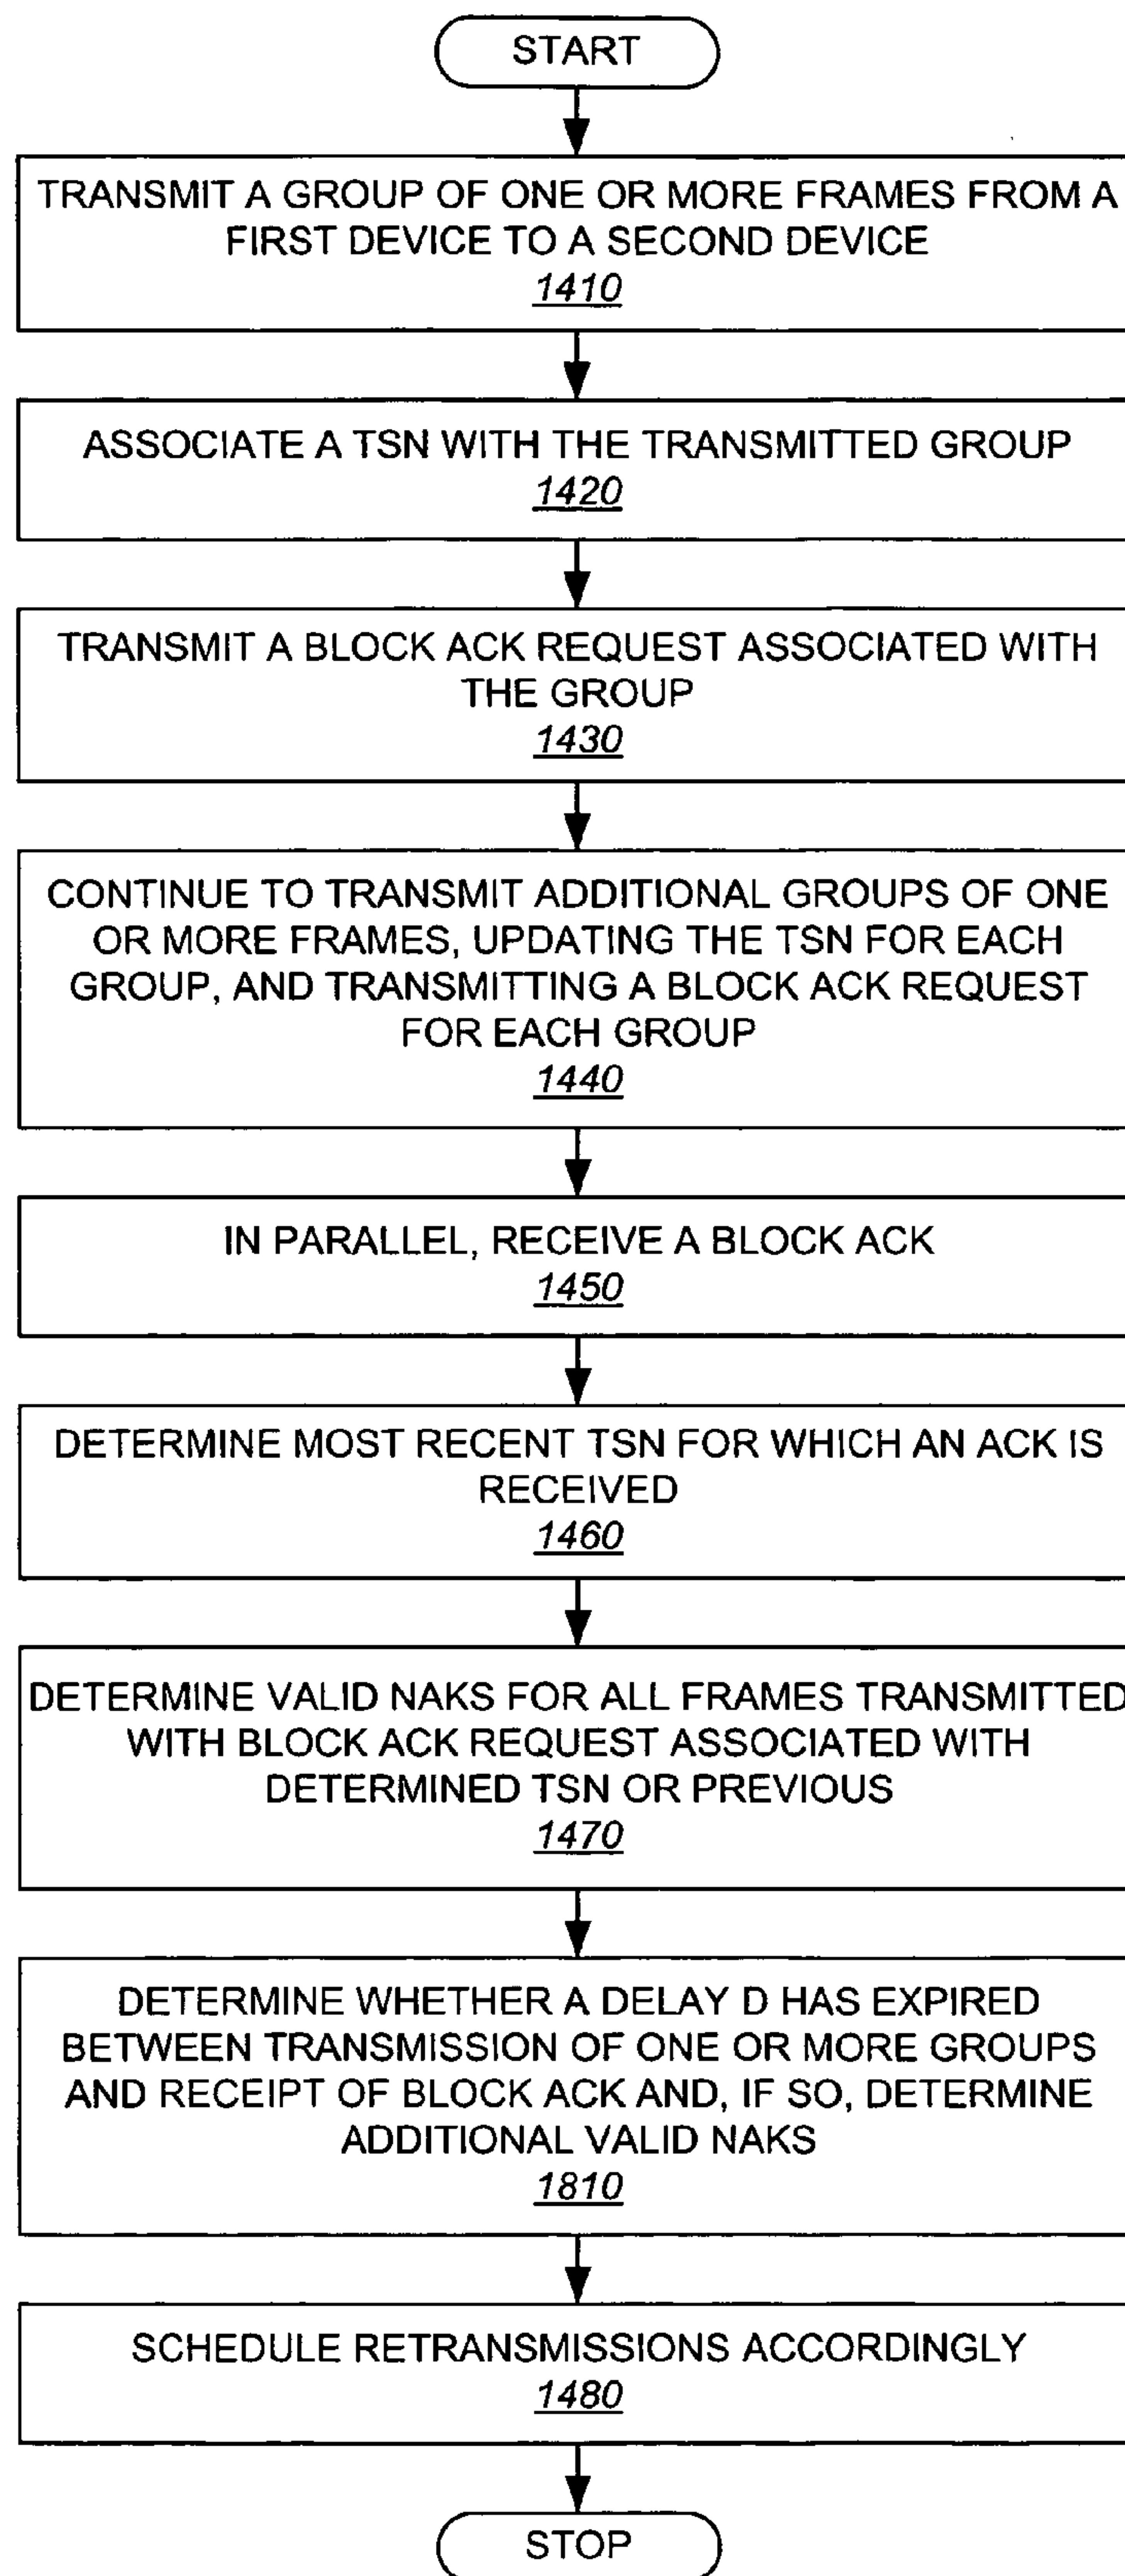 START
TRANSMIT A GROUP OF ONE OR MORE FRAMES FROM A
FIRST DEVICE TO A SECOND DEVICE
1410
ASSOCIATE A TSN WITH THE TRANSMITTED GROUP
1420
TRANSMIT A BLOCK ACK REQUEST ASSOCIATED WITH
THE GROUP
1430
CONTINUE TO TRANSMIT ADDITIONAL GROUPS OF ONE
OR MORE FRAMES, UPDATING THE TSN FOR EACH
GROUP, AND TRANSMITTING A BLOCK ACK REQUEST
FOR EACH GROUP
1440
IN PARALLEL, RECEIVE A BLOCK ACK
1450
DETERMINE MOST RECENT TSN FOR WHICH AN ACK IS
RECEIVED
1460
DETERMINE VALID NAKS FOR ALL FRAMES TRANSMITTED
WITH BLOCK ACK REQUEST ASSOCIATED WITH
DETERMINED TSN OR PREVIOUS
1470
DETERMINE WHETHER A DELAY D HAS EXPIRED
BETWEEN TRANSMISSION OF ONE OR MORE GROUPS
AND RECEIPT OF BLOCK ACK AND, IF SO, DETERMINE
ADDITIONAL VALID NAKS
1810
SCHEDULE RETRANSMISSIONS ACCORDINGLY
1480
STOP